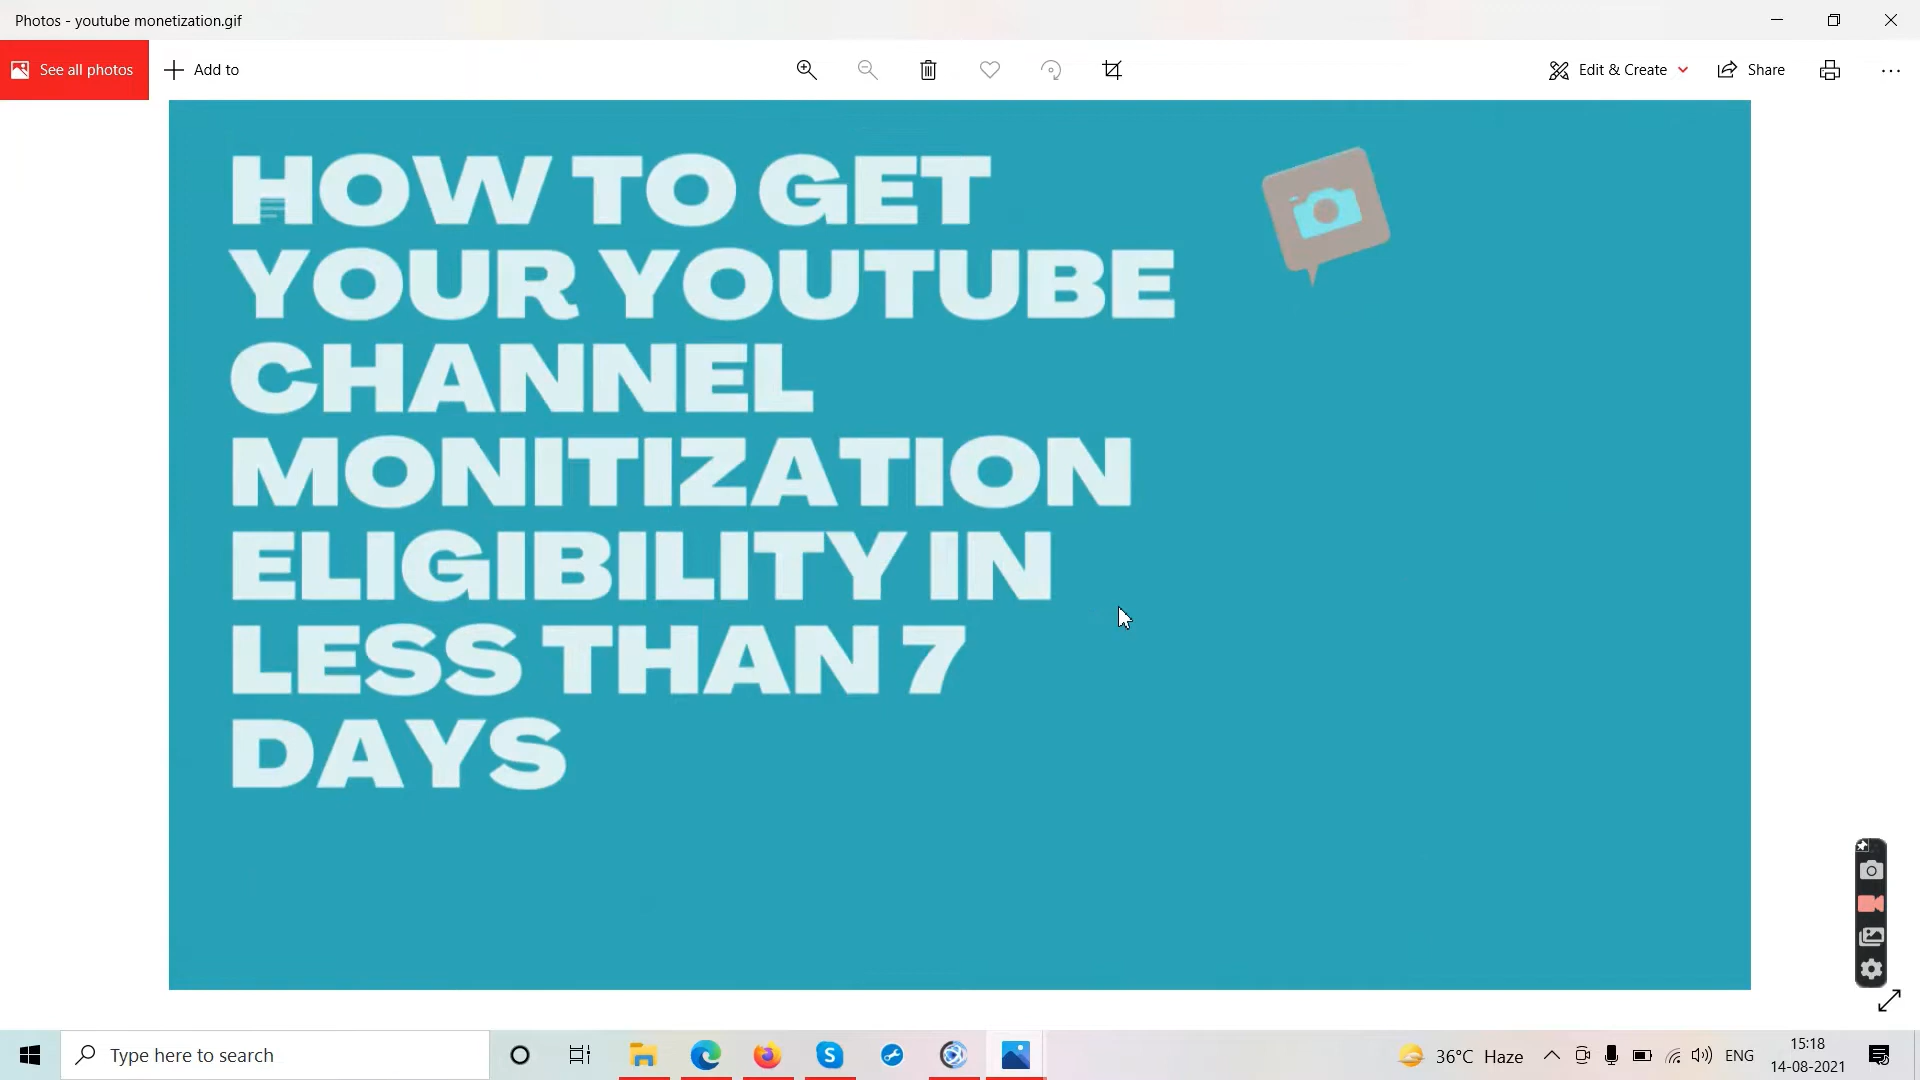 Photos - youtube monetization.gif
See all photos
Add to
Edit & Create
Share
HOW TO GET
YOUR YOUTUBE
CHANNEL
MONITIZATION
ELIGIBILITY IN
LESS THAN 7
DAYS
Type here to search
36°C Haze
ENG
15:18
14-08-2021